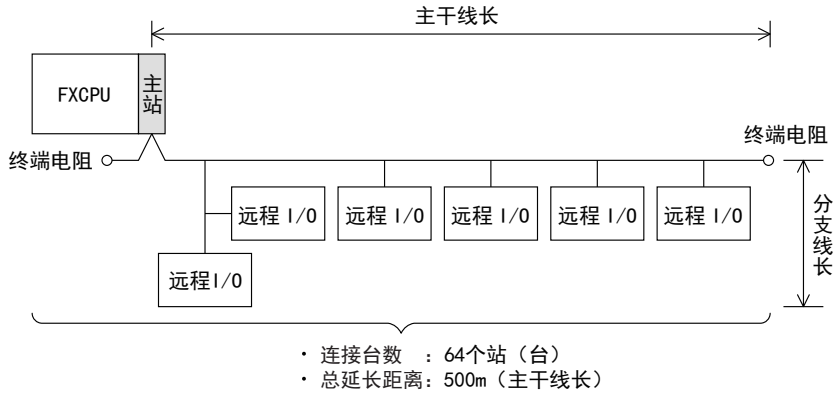 主干线长
FXCPU
主站
终端电阻
终端电阻
远程 I/O
远程 I/O
远程 I/O
远程 I/O
远程 I/O
远程I/O
分支线长
・ 连接台数 ：64个站（台）
・ 总延长距离：500m（主干线长）